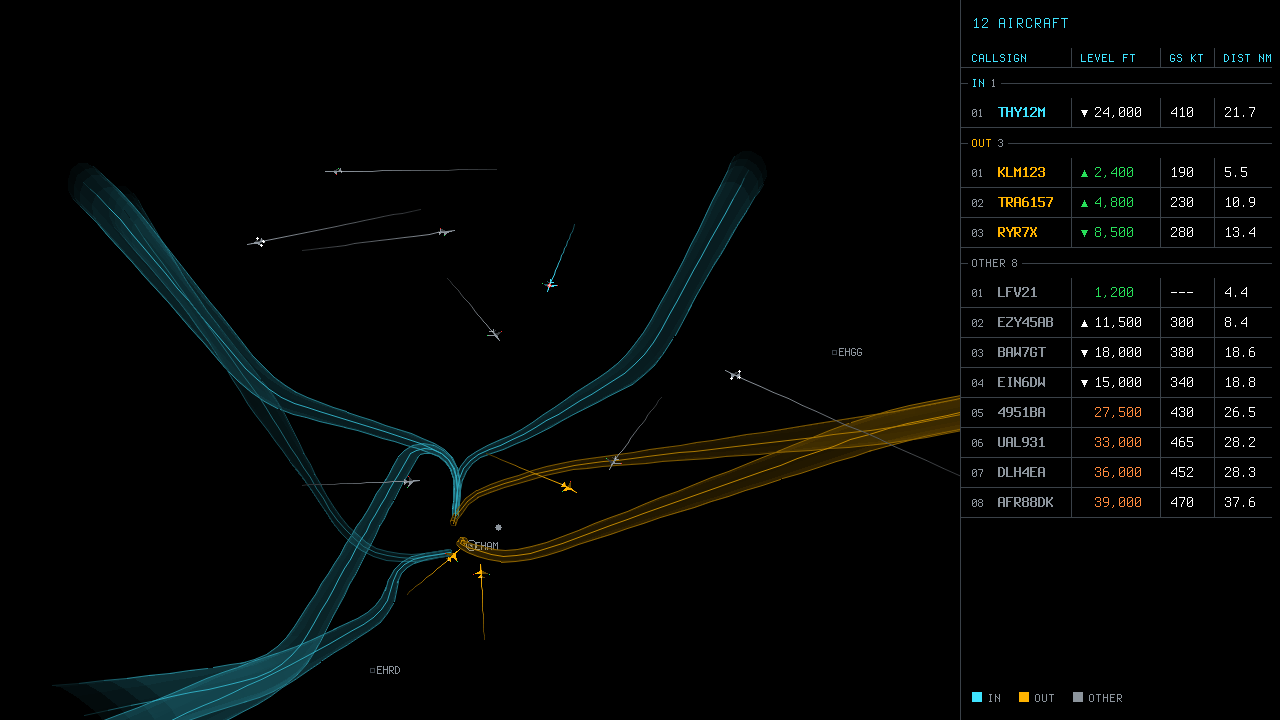 12 AIRCRAFT
CALLSIGN LEVEL FT GS KT DIST NM
IN 1
01 THY12M ▼ 24,000 410 21.7
OUT 3
01 KLM123 ▲ 2,400 190 5.5
02 TRA6157 ▲ 4,800 230 10.9
03 RYR7X ▼ 8,500 280 13.4
OTHER 8
01 LFV21 1,200 --- 4.4
02 EZY45AB ▲ 11,500 300 8.4
03 BAW7GT ▼ 18,000 380 18.6
04 EIN6DW ▼ 15,000 340 18.8
05 4951BA 27,500 430 26.5
06 UAL931 33,000 465 28.2
07 DLH4EA 36,000 452 28.3
08 AFR88DK 39,000 470 37.6
EHGG
EHAM
EHRD
IN OUT OTHER